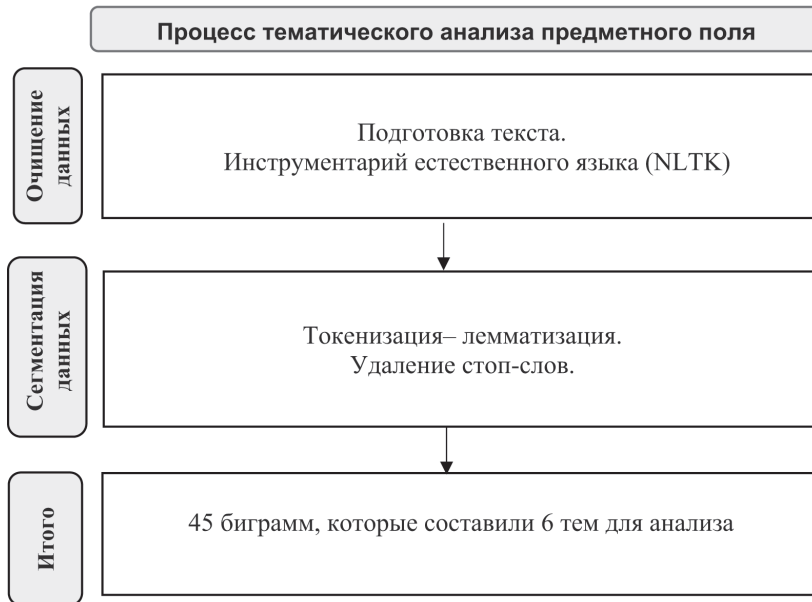 Процесс тематического анализа предметного поля
Очищение
данных
Подготовка текста.
Инструментарий естественного языка (NLTK)
Сегментация
данных
Токенизация– лемматизация.
Удаление стоп-слов.
Итого
45 биграмм, которые составили 6 тем для анализа